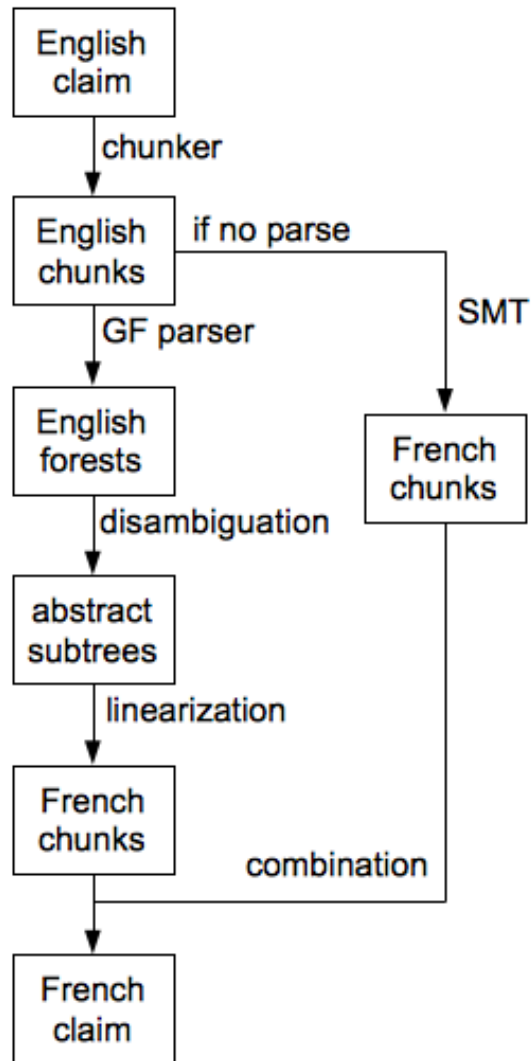 English
claim
chunker
English
chunks
if no parse
SMT
GF parser
English
forests
French
chunks
disambiguation
abstract
subtrees
linearization
French
chunks
combination
French
claim